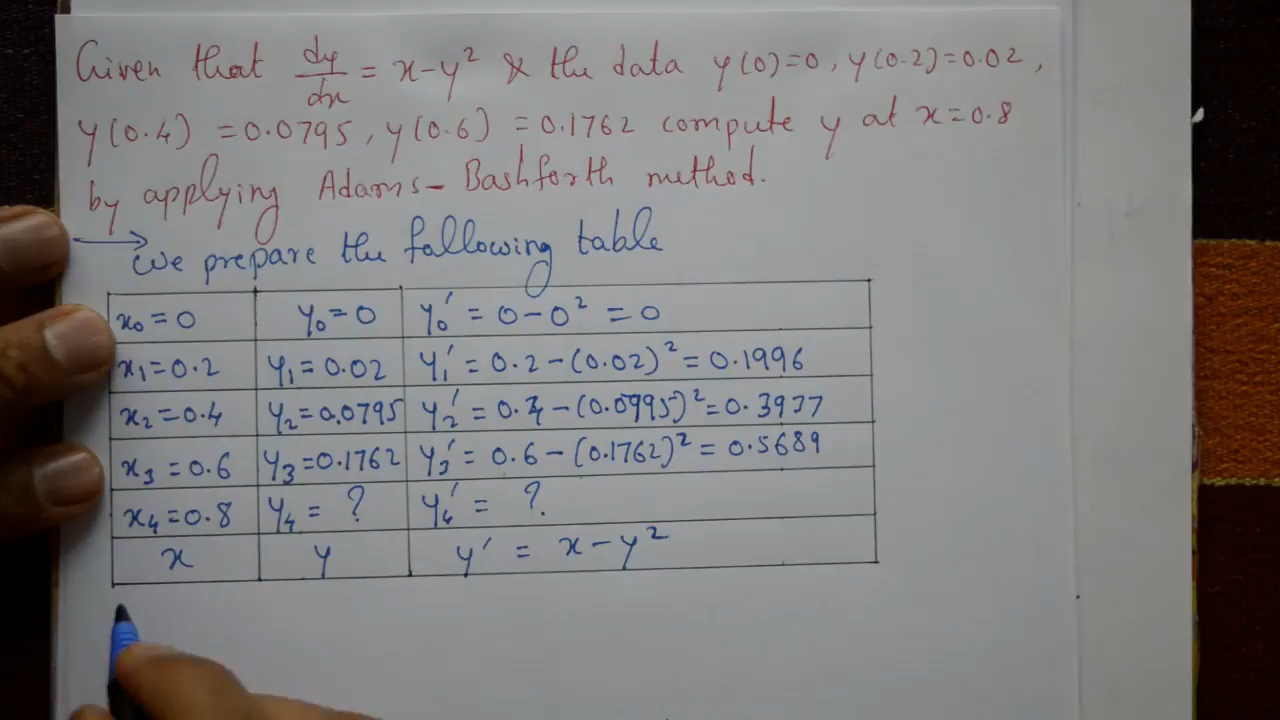 Given that dy/dx = x-y² & the data y(0)=0, y(0.2)=0.02,
y(0.4) =0.0795, y(0.6) =0.1762 compute y at x=0.8
by applying Adams-Bashforth method.
→ We prepare the following table
x₀=0 y₀=0 y₀' = 0-0² = 0
x₁=0.2 y₁=0.02 y₁' = 0.2-(0.02)² = 0.1996
x₂=0.4 y₂=0.0795 y₂' = 0.4-(0.0795)² = 0.3937
x₃=0.6 y₃=0.1762 y₃' = 0.6-(0.1762)² = 0.5689
x₄=0.8 y₄= ? y₄' = ?
x y y' = x-y²